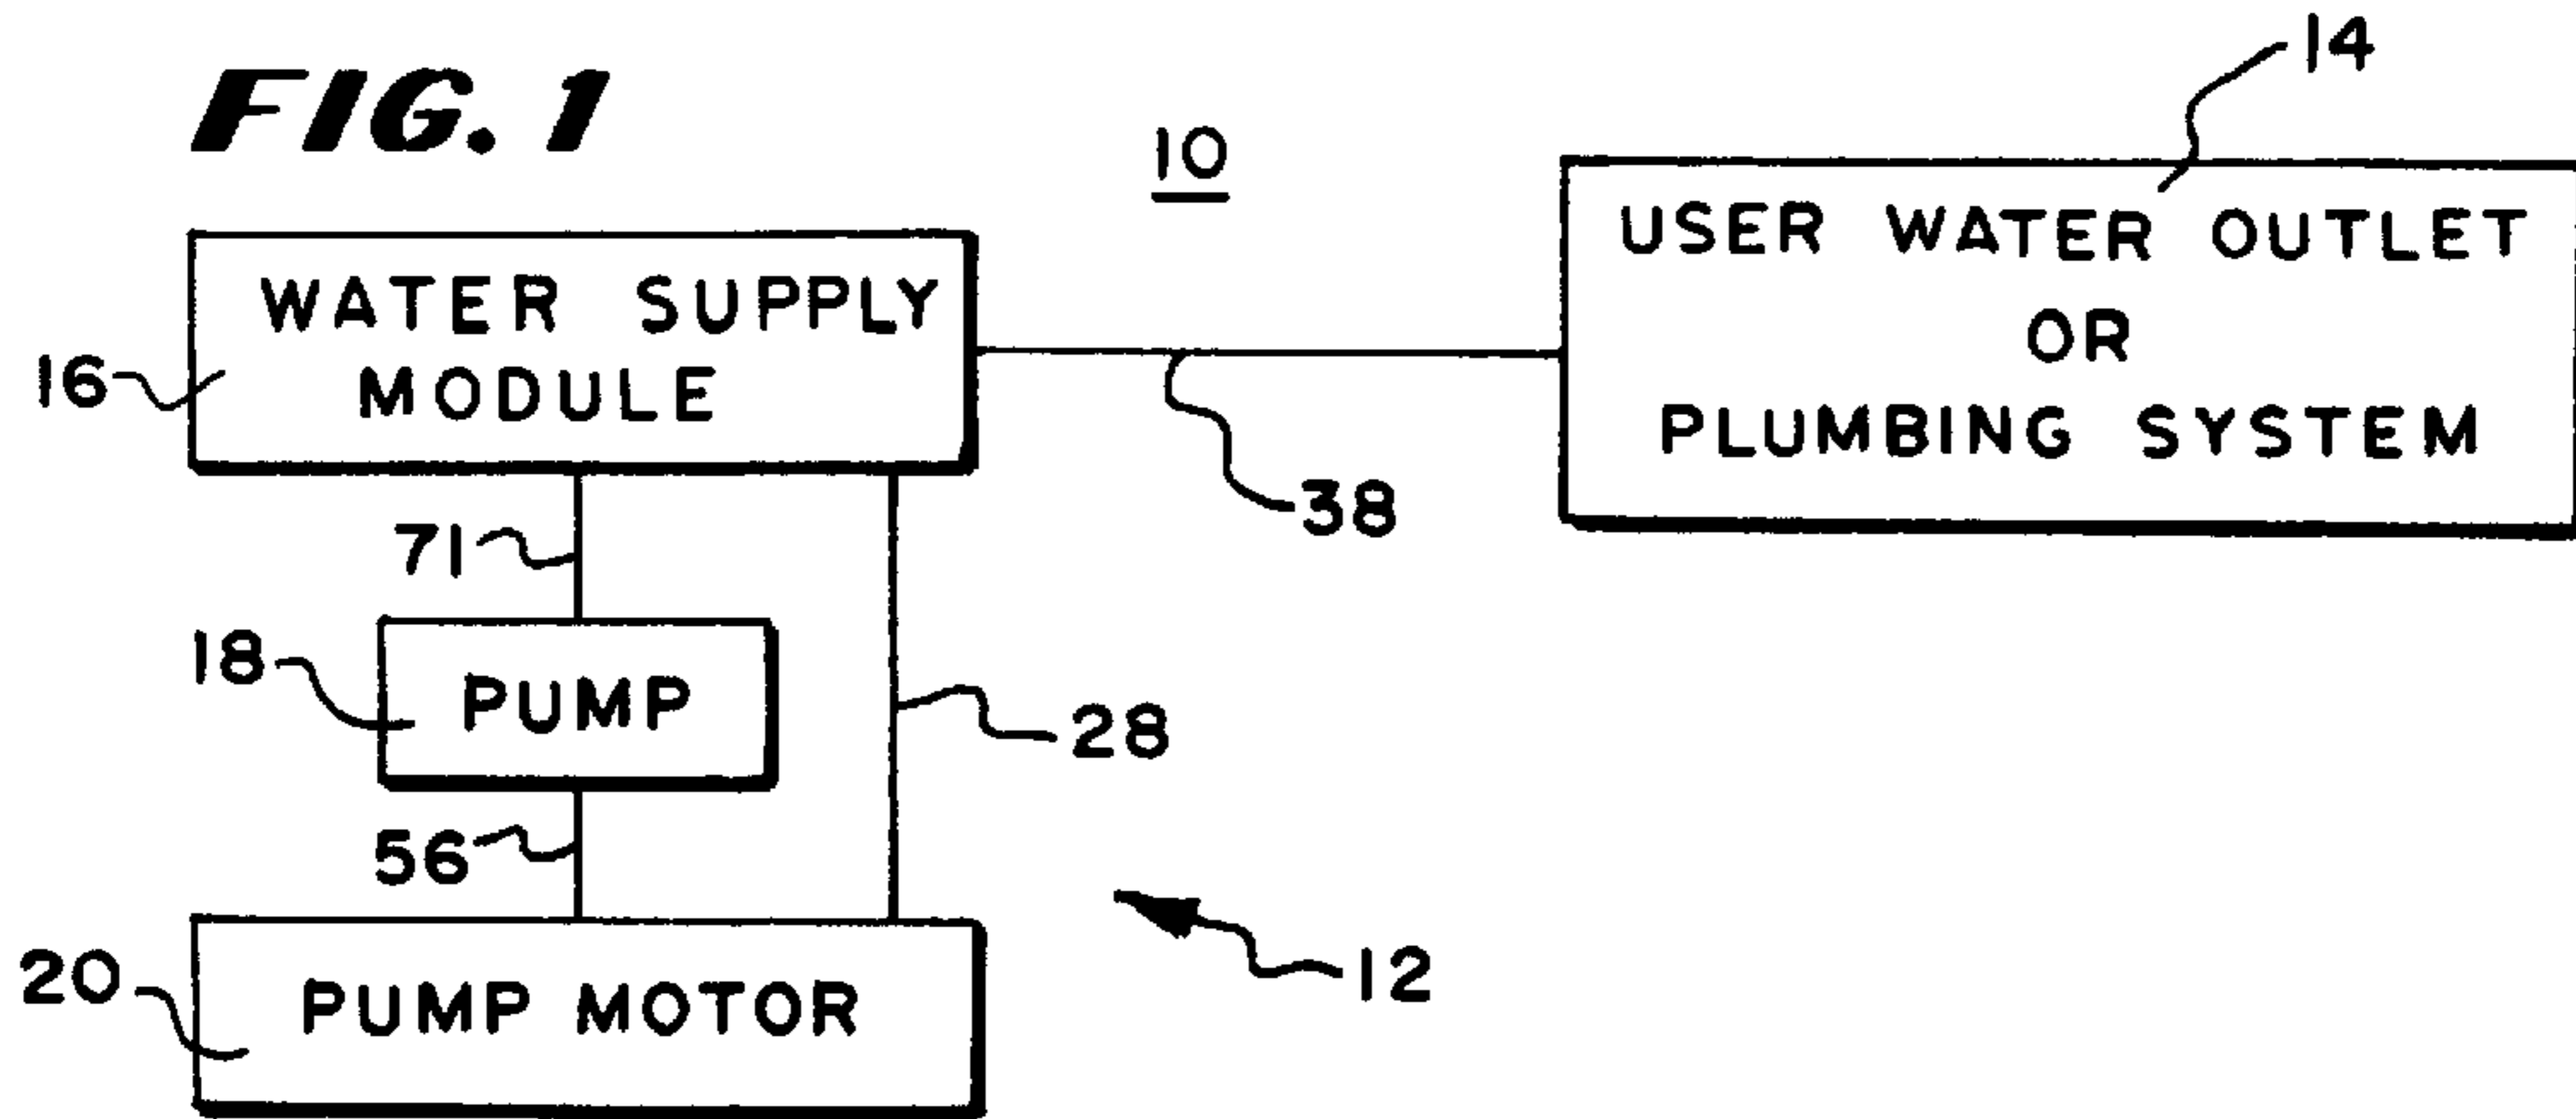 FIG. 1
10
14
WATER SUPPLY
MODULE
16
USER WATER OUTLET
OR
PLUMBING SYSTEM
38
71
18
PUMP
28
56
12
20
PUMP MOTOR